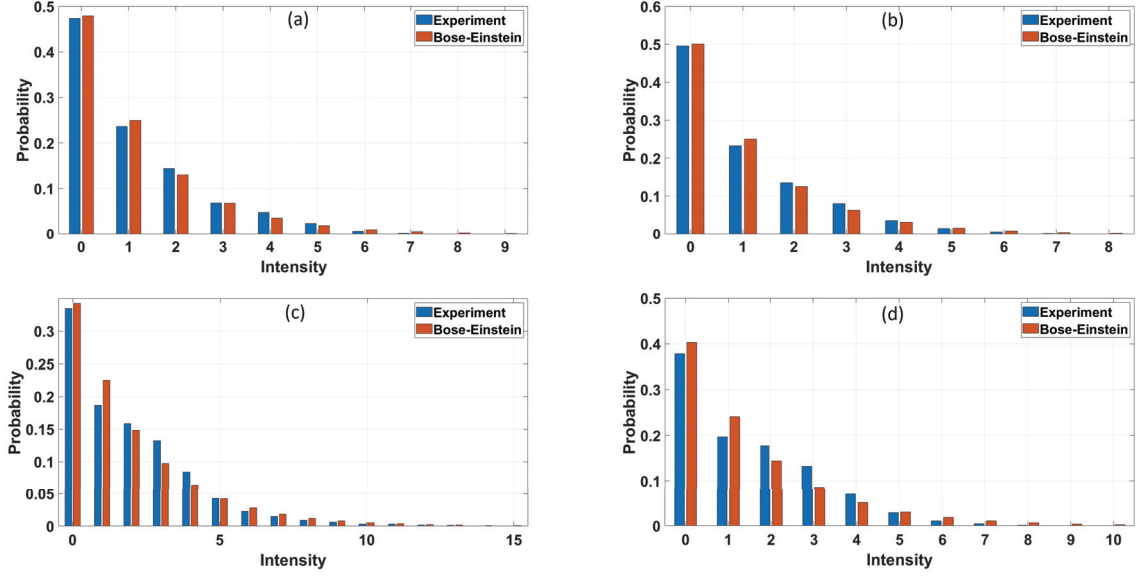 (a)
Experiment
Bose-Einstein
Probability
0.5
0.4
0.3
0.2
0.1
0
0 1 2 3 4 5 6 7 8 9
Intensity
(b)
Experiment
Bose-Einstein
Probability
0.6
0.5
0.4
0.3
0.2
0.1
0
0 1 2 3 4 5 6 7 8
Intensity
(c)
Experiment
Bose-Einstein
Probability
0.3
0.25
0.2
0.15
0.1
0.05
0
0 5 10 15
Intensity
(d)
Experiment
Bose-Einstein
Probability
0.5
0.4
0.3
0.2
0.1
0
0 1 2 3 4 5 6 7 8 9 10
Intensity